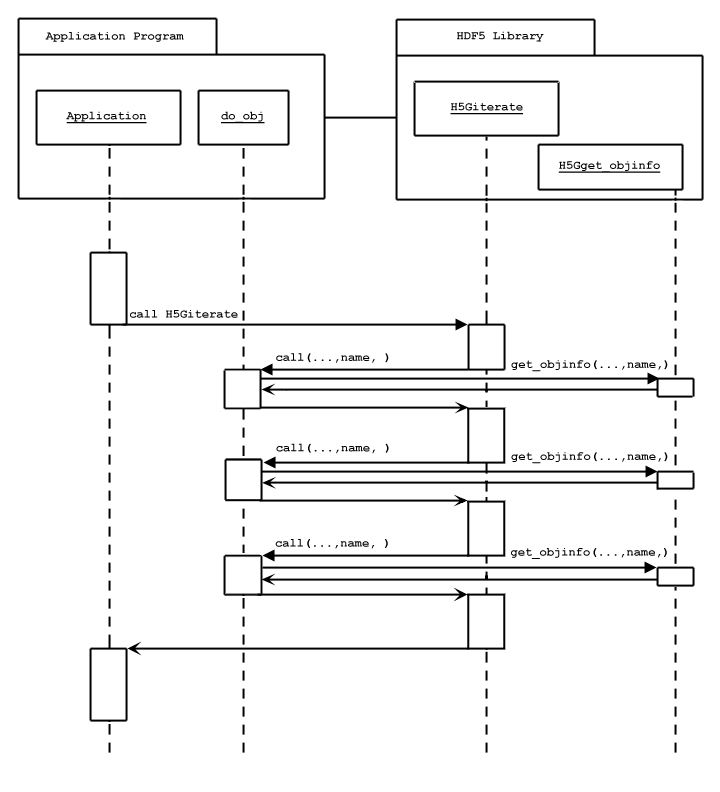 Application Program
HDF5 Library
Application
do_obj
H5Giterate
H5Gget_objinfo
call H5Giterate
call(...,name, )
get_objinfo(...,name,)
call(...,name, )
get_objinfo(...,name,)
call(...,name, )
get_objinfo(...,name,)